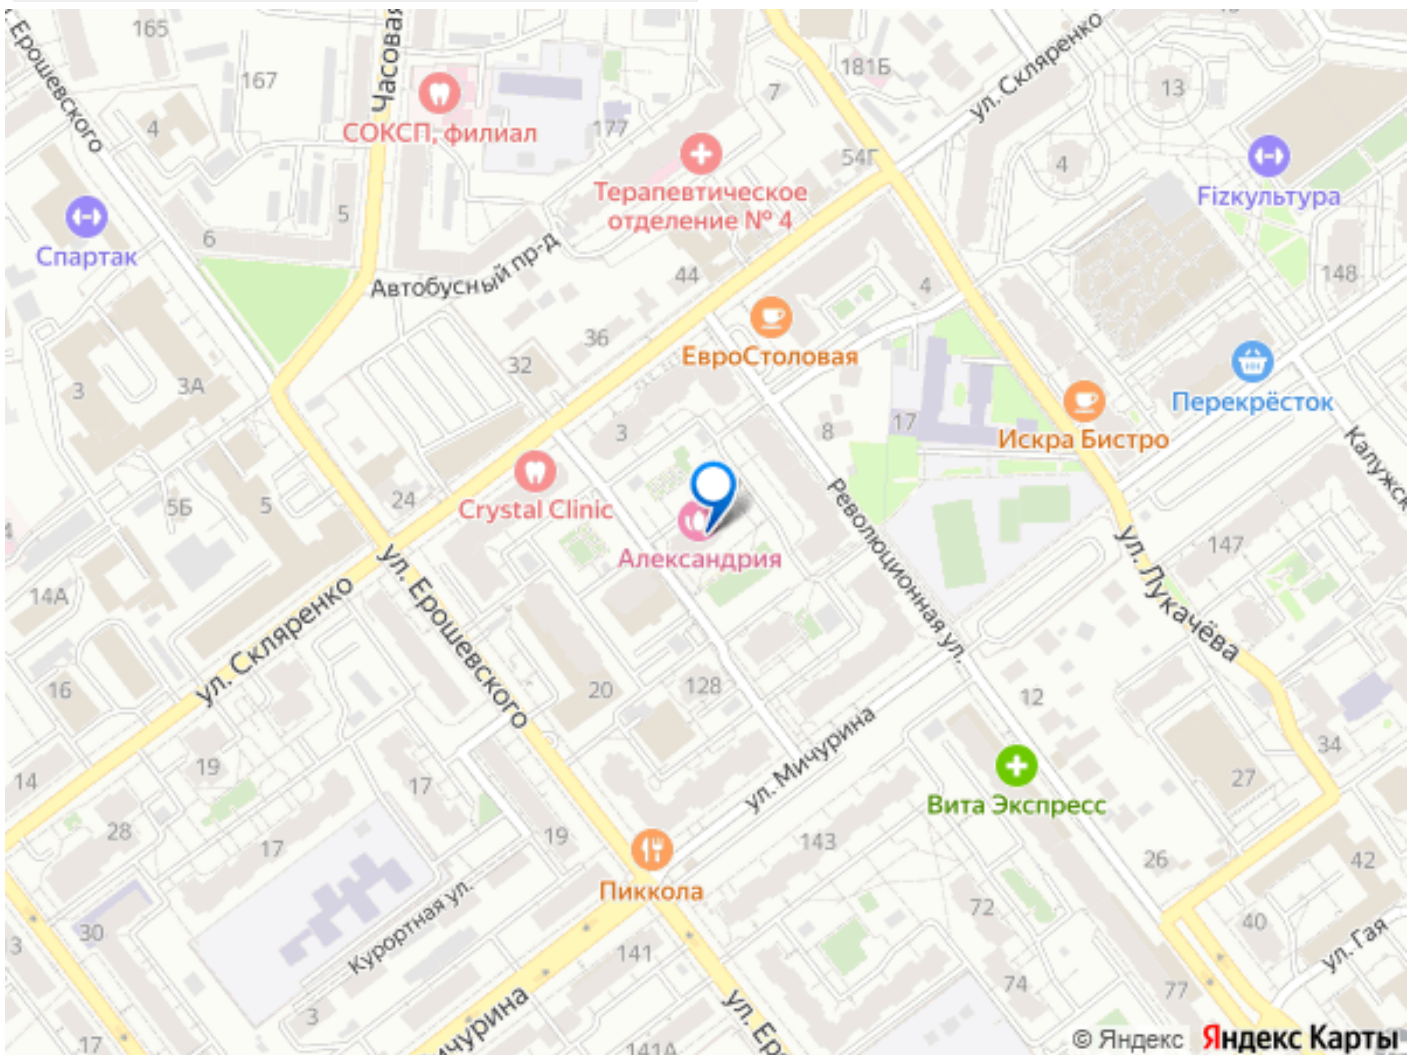 165
181Б
ул. Скляренко
Ерошевского
Часовая
167
13
7
4
СОКСП, филиал
177
54Г
4
Терапевтическое
отделение № 4
Fizкультура
5
6
Спартак
148
Автобусный пр-д
44
4
36
ЕвроСтоловая
32
3
3А
Перекрёсток
17
Искра Бистро
3
8
Калужск
24
Crystal Clinic
5Б
5
Революционная ул.
147
Александрия
ул. Лукачёва
14А
ул. Скляренко
ул. Ерошевского
16
20
128
12
ул. Мичурина
34
19
14
17
27
Вита Экспресс
28
17
19
143
26
42
Пиккола
72
40
30
3
Курортная ул.
141
ул. Гая
74
77
3
ичурина
ул. Ер
17
141А
© Яндекс Яндекс Карты